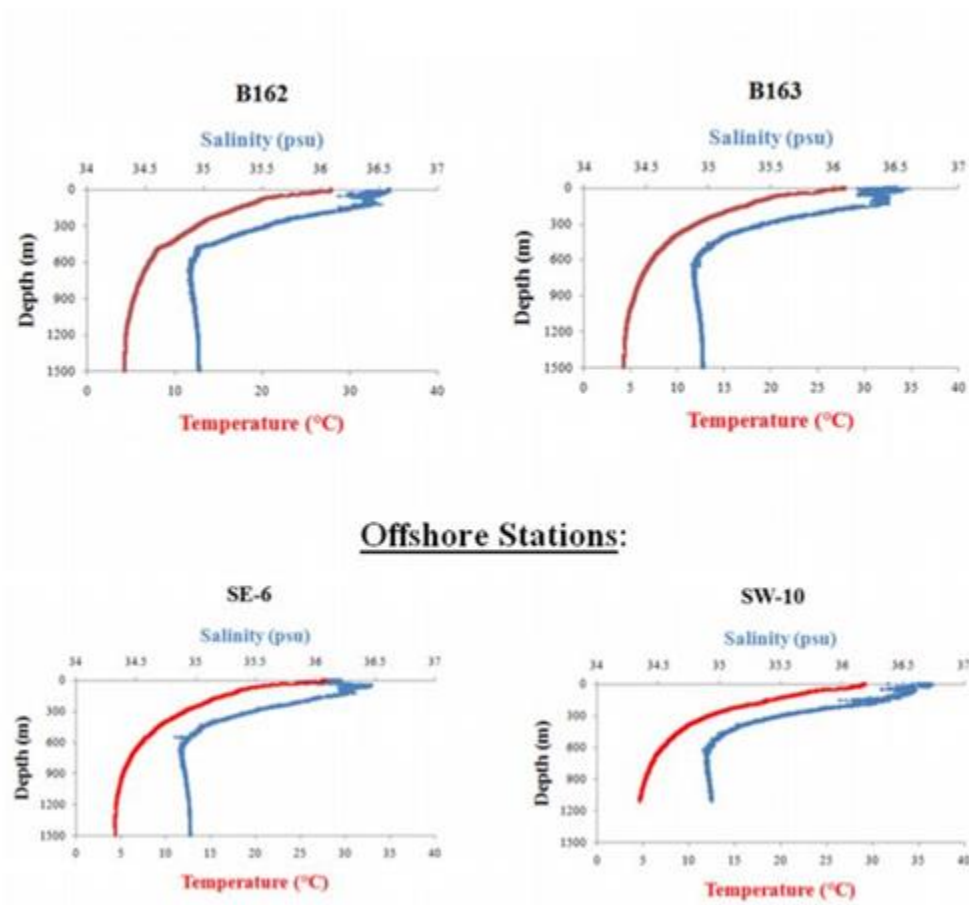 B162
Salinity (psu)
34 34.5 35 35.5 36 36.5 37
0
300
600
900
1200
1500
Depth (m)
0 10 20 30 40
Temperature (°C)
B163
Salinity (psu)
34 34.5 35 35.5 36 36.5 37
0
300
600
900
1200
1500
Depth (m)
0 5 10 15 20 25 30 35 40
Temperature (°C)
Offshore Stations:
SE-6
Salinity (psu)
34 34.5 35 35.5 36 36.5 37
0
300
600
900
1200
1500
Depth (m)
0 5 10 15 20 25 30 35 40
Temperature (°C)
SW-10
Salinity (psu)
34 34.5 35 35.5 36 36.5 37
0
300
600
900
1200
1500
Depth (m)
0 5 10 15 20 25 30 35 40
Temperature (°C)